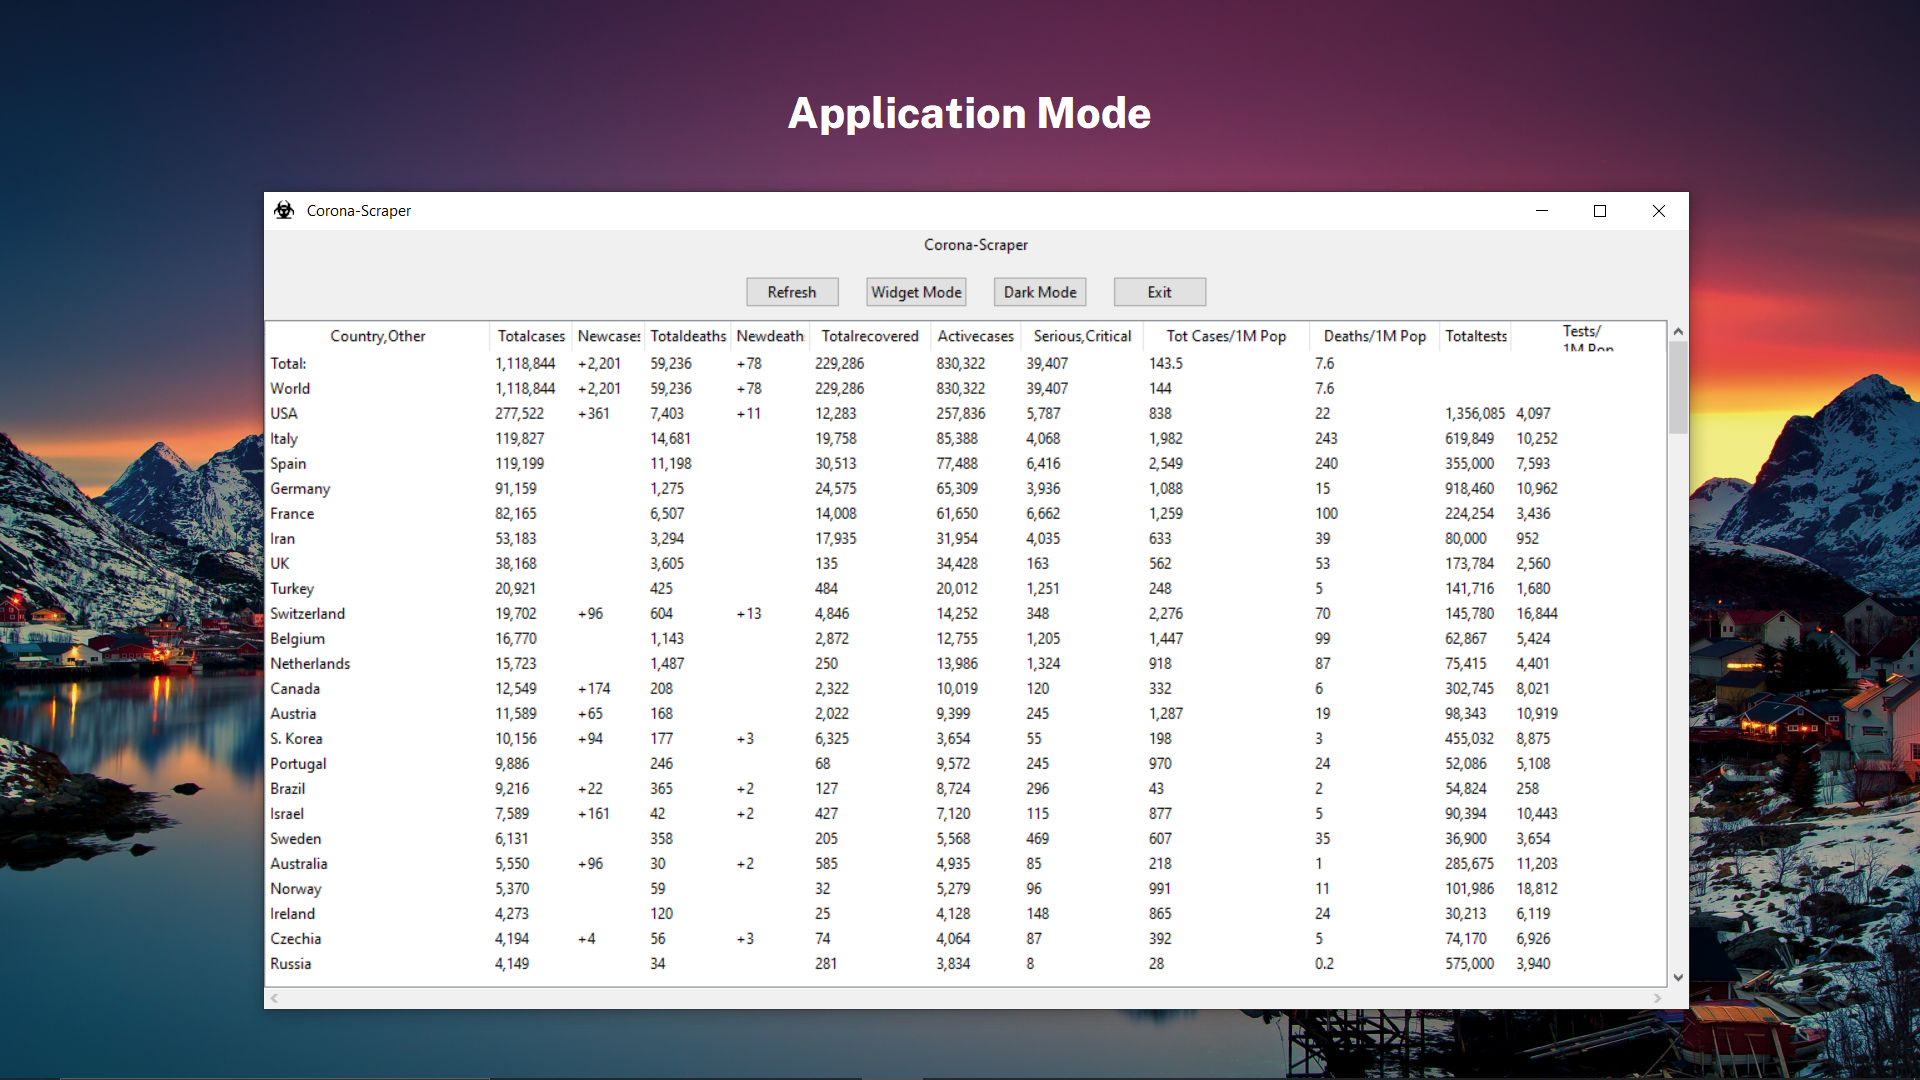 Application Mode
Corona-Scraper
Corona-Scraper
Refresh Widget Mode Dark Mode Exit
Country,Other Totalcases Newcases Totaldeaths Newdeath Totalrecovered Activecases Serious,Critical Tot Cases/1M Pop Deaths/1M Pop Totaltests Tests/
1M Pop
Total: 1,118,844 +2,201 59,236 +78 229,286 830,322 39,407 143.5 7.6
World 1,118,844 +2,201 59,236 +78 229,286 830,322 39,407 144 7.6
USA 277,522 +361 7,403 +11 12,283 257,836 5,787 838 22 1,356,085 4,097
Italy 119,827 14,681 19,758 85,388 4,068 1,982 243 619,849 10,252
Spain 119,199 11,198 30,513 77,488 6,416 2,549 240 355,000 7,593
Germany 91,159 1,275 24,575 65,309 3,936 1,088 15 918,460 10,962
France 82,165 6,507 14,008 61,650 6,662 1,259 100 224,254 3,436
Iran 53,183 3,294 17,935 31,954 4,035 633 39 80,000 952
UK 38,168 3,605 135 34,428 163 562 53 173,784 2,560
Turkey 20,921 425 484 20,012 1,251 248 5 141,716 1,680
Switzerland 19,702 +96 604 +13 4,846 14,252 348 2,276 70 145,780 16,844
Belgium 16,770 1,143 2,872 12,755 1,205 1,447 99 62,867 5,424
Netherlands 15,723 1,487 250 13,986 1,324 918 87 75,415 4,401
Canada 12,549 +174 208 2,322 10,019 120 332 6 302,745 8,021
Austria 11,589 +65 168 2,022 9,399 245 1,287 19 98,343 10,919
S. Korea 10,156 +94 177 +3 6,325 3,654 55 198 3 455,032 8,875
Portugal 9,886 246 68 9,572 245 970 24 52,086 5,108
Brazil 9,216 +22 365 +2 127 8,724 296 43 2 54,824 258
Israel 7,589 +161 42 +2 427 7,120 115 877 5 90,394 10,443
Sweden 6,131 358 205 5,568 469 607 35 36,900 3,654
Australia 5,550 +96 30 +2 585 4,935 85 218 1 285,675 11,203
Norway 5,370 59 32 5,279 96 991 11 101,986 18,812
Ireland 4,273 120 25 4,128 148 865 24 30,213 6,119
Czechia 4,194 +4 56 +3 74 4,064 87 392 5 74,170 6,926
Russia 4,149 34 281 3,834 8 28 0.2 575,000 3,940